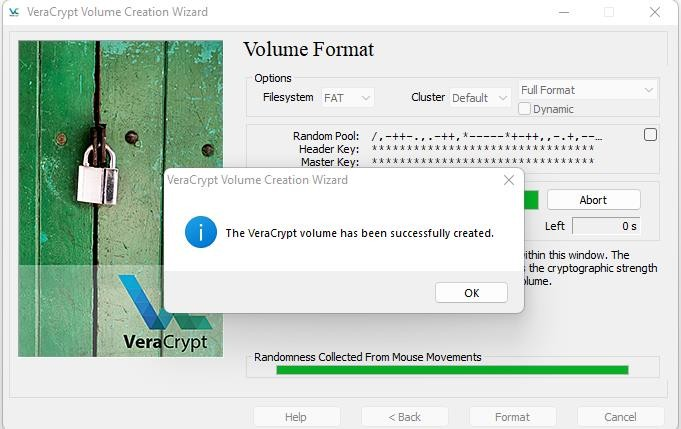 VeraCrypt Volume Creation Wizard
Volume Format
Options
Filesystem FAT Cluster Default Full Format
Dynamic
Random Pool: /,-++-.,.-++,*-----*+-++,,-.+,--...
Header Key: ********************************
Master Key: ********************************
VeraCrypt Volume Creation Wizard
Abort
The VeraCrypt volume has been successfully created.
Left 0 s
within this window. The
the cryptographic strength
OK
VeraCrypt
Randomness Collected From Mouse Movements
Help < Back Format Cancel